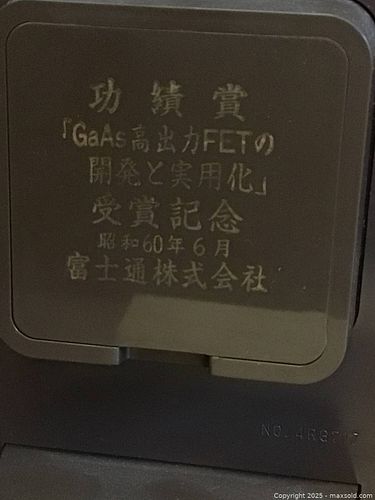 功績賞
「GaAs高出力FETの
開発と実用化」
受賞記念
昭和60年6月
富士通株式会社
Copyright © 2025 - maxsold.com